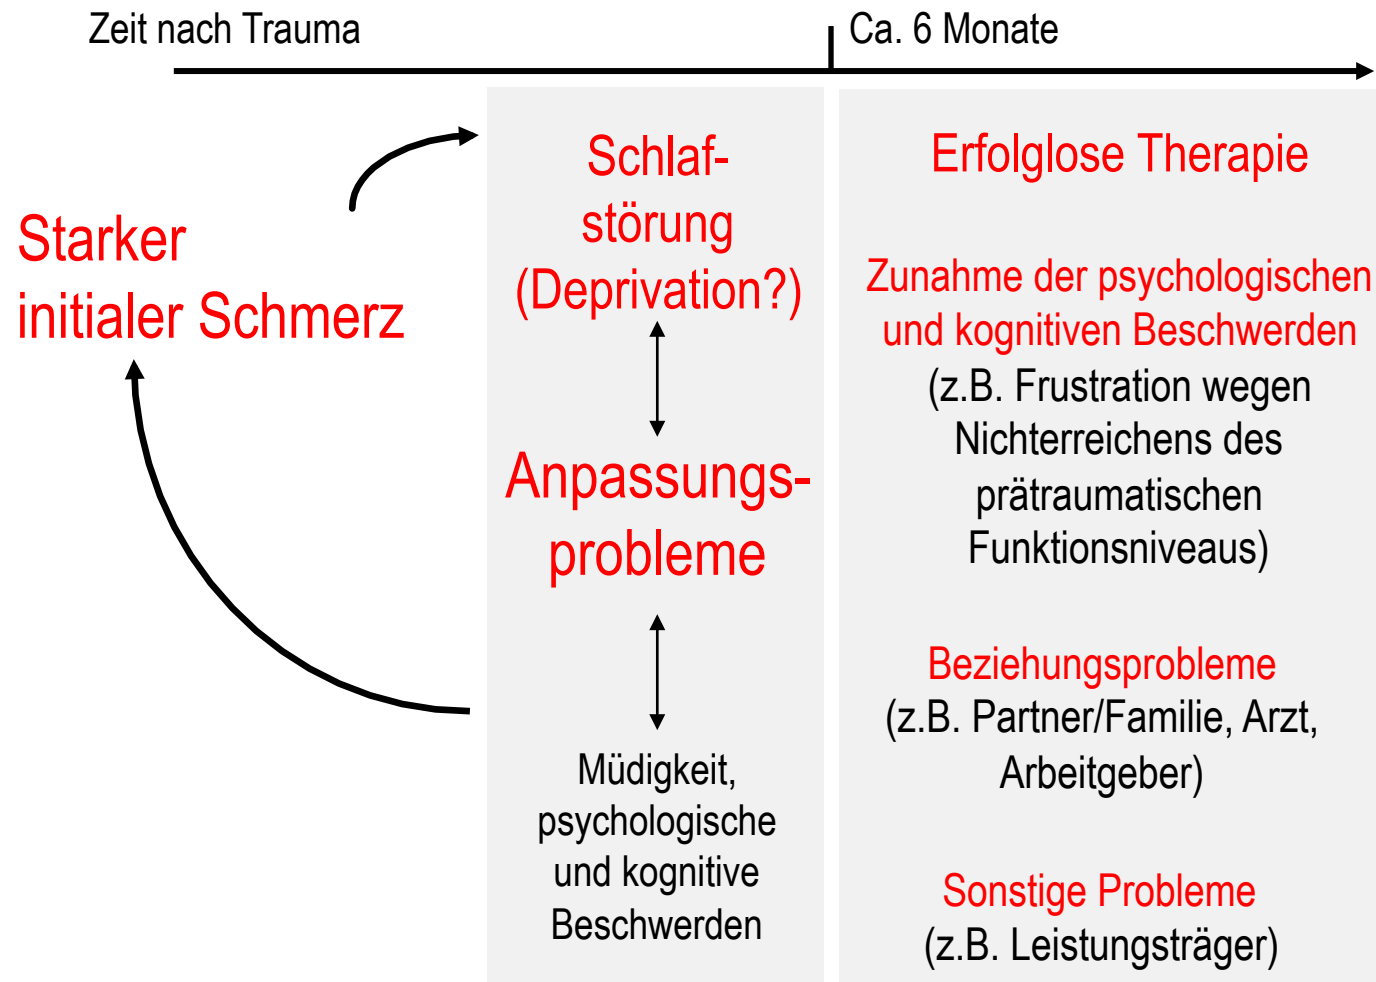 Zeit nach Trauma
Ca. 6 Monate
Starker
initialer Schmerz
Schlaf-
störung
(Deprivation?)
Anpassungs-
probleme
Müdigkeit,
psychologische
und kognitive
Beschwerden
Erfolglose Therapie
Zunahme der psychologischen
und kognitiven Beschwerden
(z.B. Frustration wegen
Nichterreichens des
prätraumatischen
Funktionsniveaus)
Beziehungsprobleme
(z.B. Partner/Familie, Arzt,
Arbeitgeber)
Sonstige Probleme
(z.B. Leistungsträger)